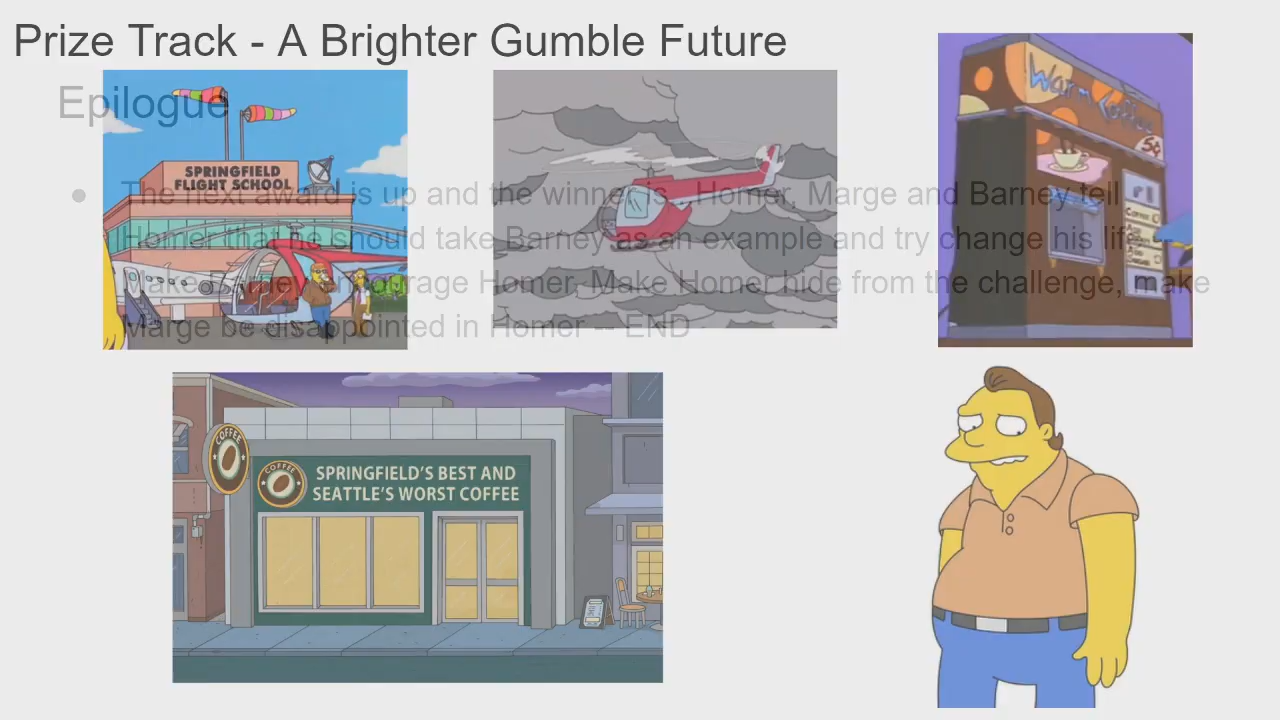 Prize Track - A Brighter Gumble Future
Epilogue
SPRINGFIELD
FLIGHT SCHOOL
Warm Coffee
5¢
The next award is up and the winner is.. Homer, Marge and Barney tell
Homer that he should take Barney as an example and try change his life.
Make Barney encourage Homer, Make Homer hide from the challenge, make
Marge be disappointed in Homer -- END
COFFEE
COFFEE
SPRINGFIELD'S BEST AND
SEATTLE'S WORST COFFEE